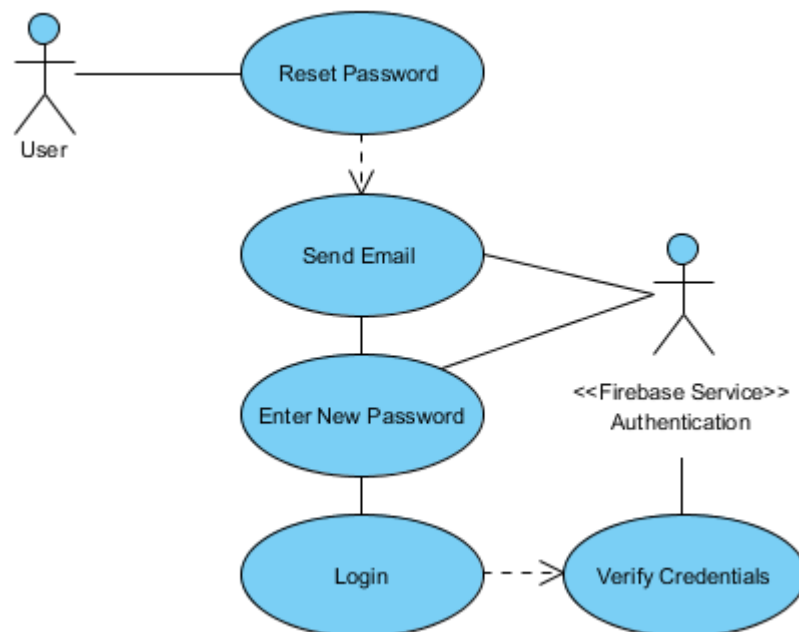 Reset Password
User
Send Email
Enter New Password
<<Firebase Service>>
Authentication
Login
Verify Credentials